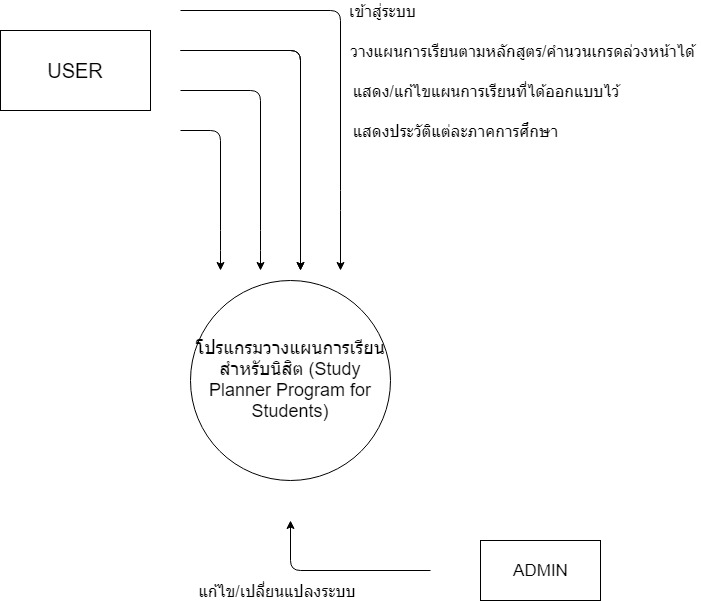 เข้าสู่ระบบ
วางแผนการเรียนตามหลักสูตร/คำนวนเกรดล่วงหน้าได้
USER
แสดง/แก้ไขแผนการเรียนที่ได้ออกแบบไว้
แสดงประวัติแต่ละภาคการศึกษา
โปรแกรมวางแผนการเรียน
สำหรับนิสิต (Study
Planner Program for
Students)
ADMIN
แก้ไข/เปลี่ยนแปลงระบบ